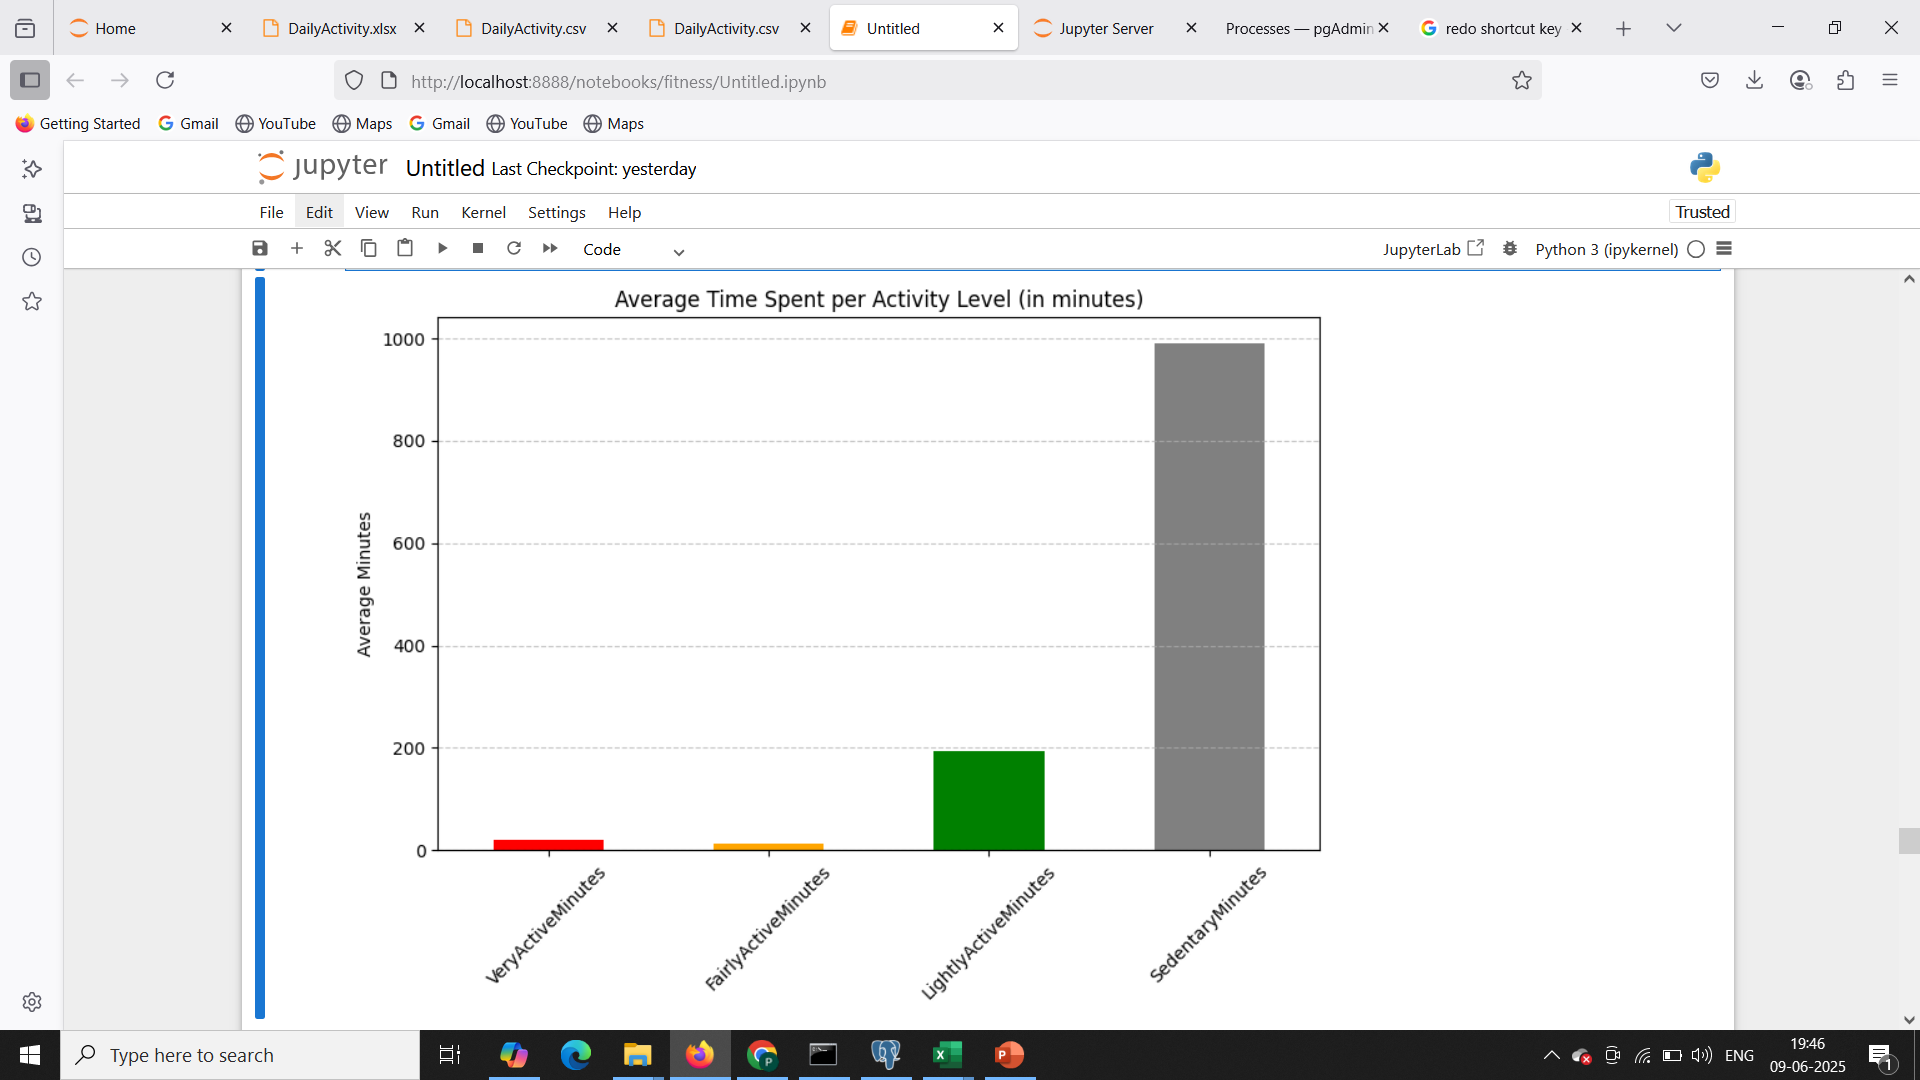 Home
DailyActivity.xlsx
DailyActivity.csv
DailyActivity.csv
Untitled
Jupyter Server
Processes — pgAdmin
redo shortcut key
http://localhost:8888/notebooks/fitness/Untitled.ipynb
Getting Started
Gmail
YouTube
Maps
Gmail
YouTube
Maps
jupyter Untitled Last Checkpoint: yesterday
File Edit View Run Kernel Settings Help
Trusted
Code
JupyterLab
Python 3 (ipykernel)
Average Time Spent per Activity Level (in minutes)
1000
800
600
400
200
0
Average Minutes
VeryActiveMinutes
FairlyActiveMinutes
LightlyActiveMinutes
SedentaryMinutes
Type here to search
ENG
19:46
09-06-2025
1